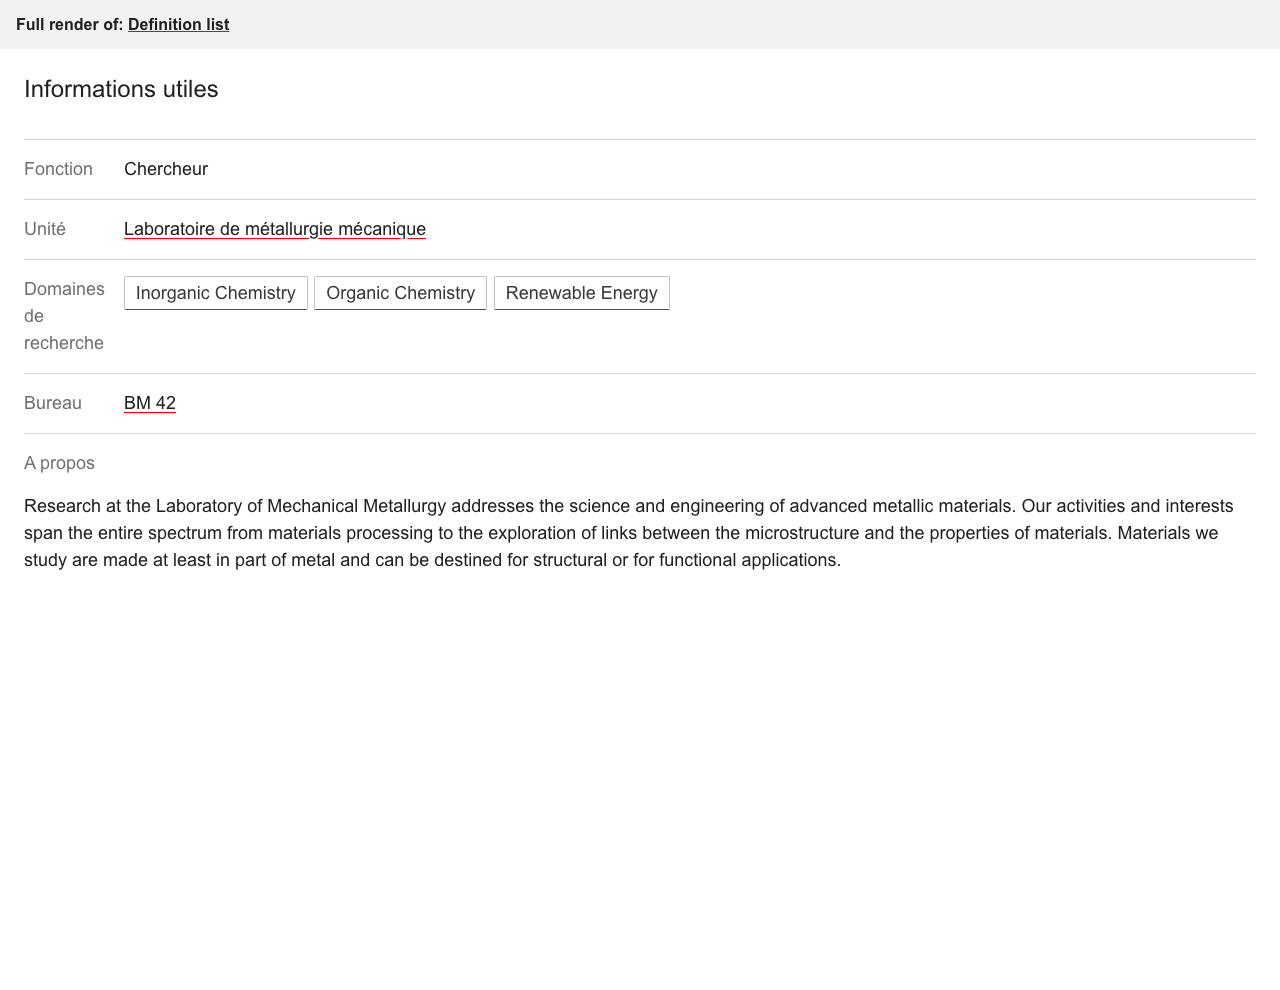 Full render of: Definition list
Informations utiles
Fonction Chercheur
Unité Laboratoire de métallurgie mécanique
Domaines de recherche Inorganic Chemistry Organic Chemistry Renewable Energy
Bureau BM 42
A propos
Research at the Laboratory of Mechanical Metallurgy addresses the science and engineering of advanced metallic materials. Our activities and interests
span the entire spectrum from materials processing to the exploration of links between the microstructure and the properties of materials. Materials we
study are made at least in part of metal and can be destined for structural or for functional applications.